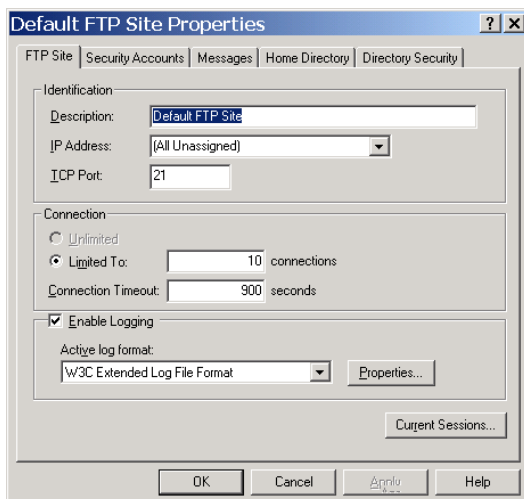 Default FTP Site Properties
? X
FTP Site Security Accounts Messages Home Directory Directory Security
Identification
Description: Default FTP Site
IP Address: (All Unassigned)
TCP Port: 21
Connection
Unlimited
Limited To: 10 connections
Connection Timeout: 900 seconds
Enable Logging
Active log format:
W3C Extended Log File Format Properties...
Current Sessions...
OK Cancel Apply Help